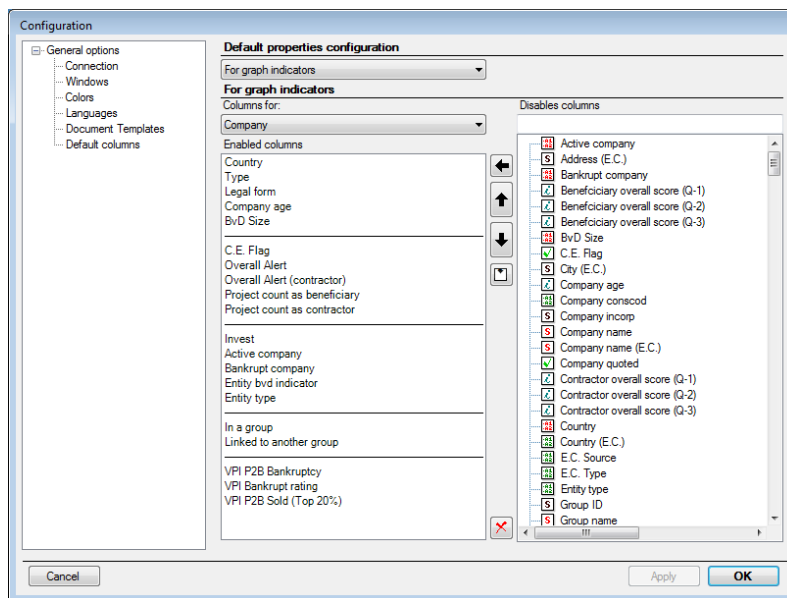 Configuration
General options
Connection
Windows
Colors
Languages
Document Templates
Default columns
Default properties configuration
For graph indicators
For graph indicators
Columns for:
Company
Enabled columns
Country
Type
Legal form
Company age
BvD Size
C.E. Flag
Overall Alert
Overall Alert (contractor)
Project count as beneficiary
Project count as contractor
Invest
Active company
Bankrupt company
Entity bvd indicator
Entity type
In a group
Linked to another group
VPI P2B Bankruptcy
VPI Bankrupt rating
VPI P2B Sold (Top 20%)
Disables columns
Active company
S Address (E.C.)
Bankrupt company
i Benefciciary overall score (Q-1)
i Benefciciary overall score (Q-2)
i Benefciciary overall score (Q-3)
BvD Size
C.E. Flag
S City (E.C.)
i Company age
Company conscod
S Company incorp
S Company name
S Company name (E.C.)
Company quoted
i Contractor overall score (Q-1)
i Contractor overall score (Q-2)
i Contractor overall score (Q-3)
Country
Country (E.C.)
E.C. Source
E.C. Type
Entity type
S Group ID
S Group name
Cancel
Apply
OK